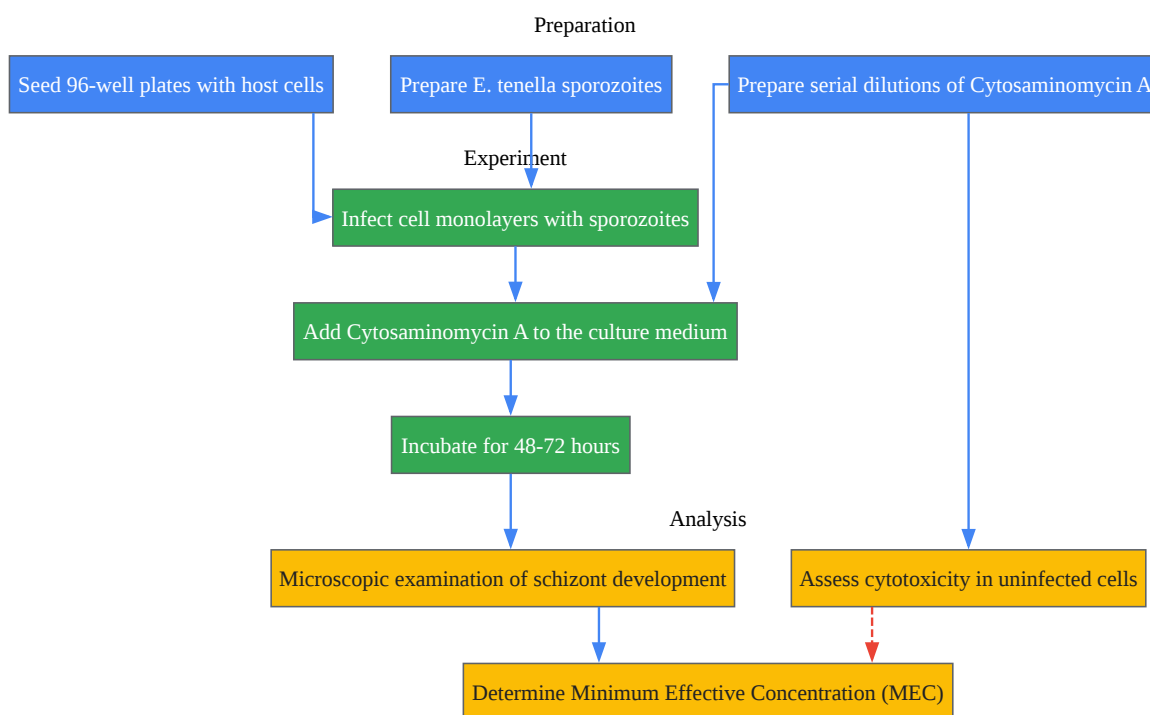 Preparation
Seed 96-well plates with host cells
Prepare E. tenella sporozoites
Prepare serial dilutions of Cytosaminomycin A
Experiment
Infect cell monolayers with sporozoites
Add Cytosaminomycin A to the culture medium
Incubate for 48-72 hours
Analysis
Microscopic examination of schizont development
Assess cytotoxicity in uninfected cells
Determine Minimum Effective Concentration (MEC)